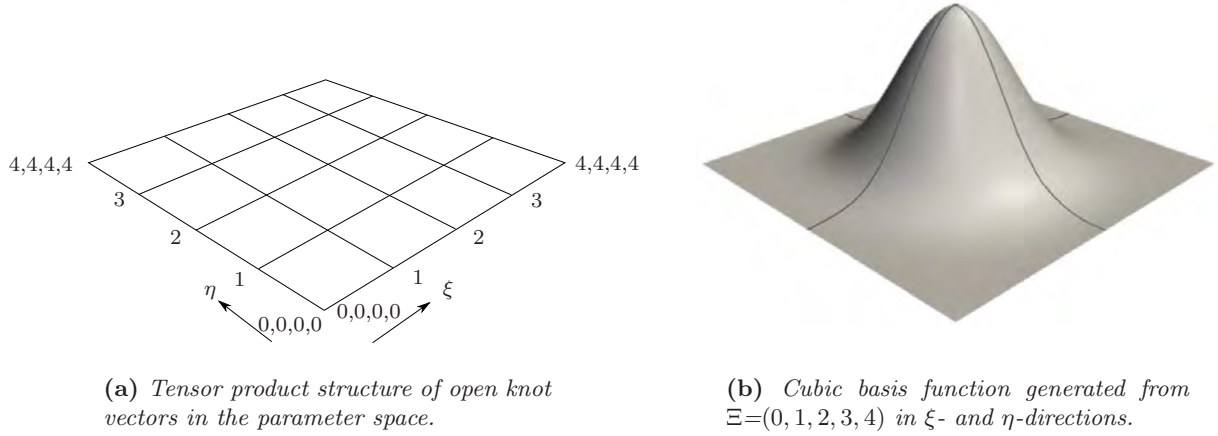 4,4,4,4
4,4,4,4
3
3
2
2
1
1
η
ξ
0,0,0,0
0,0,0,0
(a) Tensor product structure of open knot
vectors in the parameter space.
(b) Cubic basis function generated from
Ξ=(0, 1, 2, 3, 4) in ξ- and η-directions.